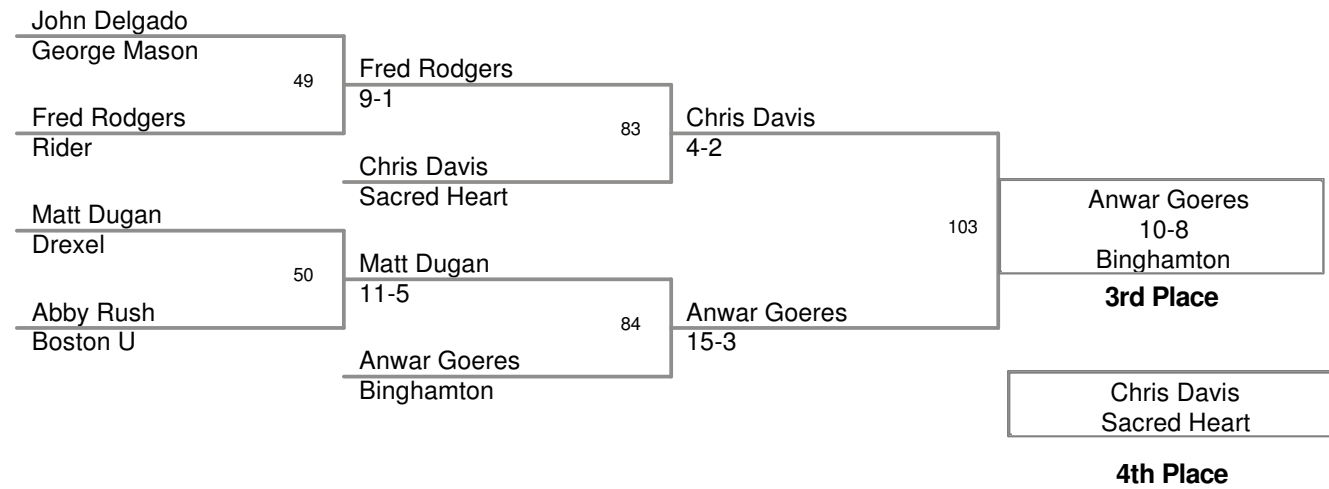 John Delgado
George Mason
49
Fred Rodgers
9-1
Fred Rodgers
Rider
83
Chris Davis
4-2
Chris Davis
Sacred Heart
Matt Dugan
Drexel
103
Anwar Goeres
10-8
Binghamton
3rd Place
50
Matt Dugan
11-5
Abby Rush
Boston U
84
Anwar Goeres
15-3
Anwar Goeres
Binghamton
Chris Davis
Sacred Heart
4th Place